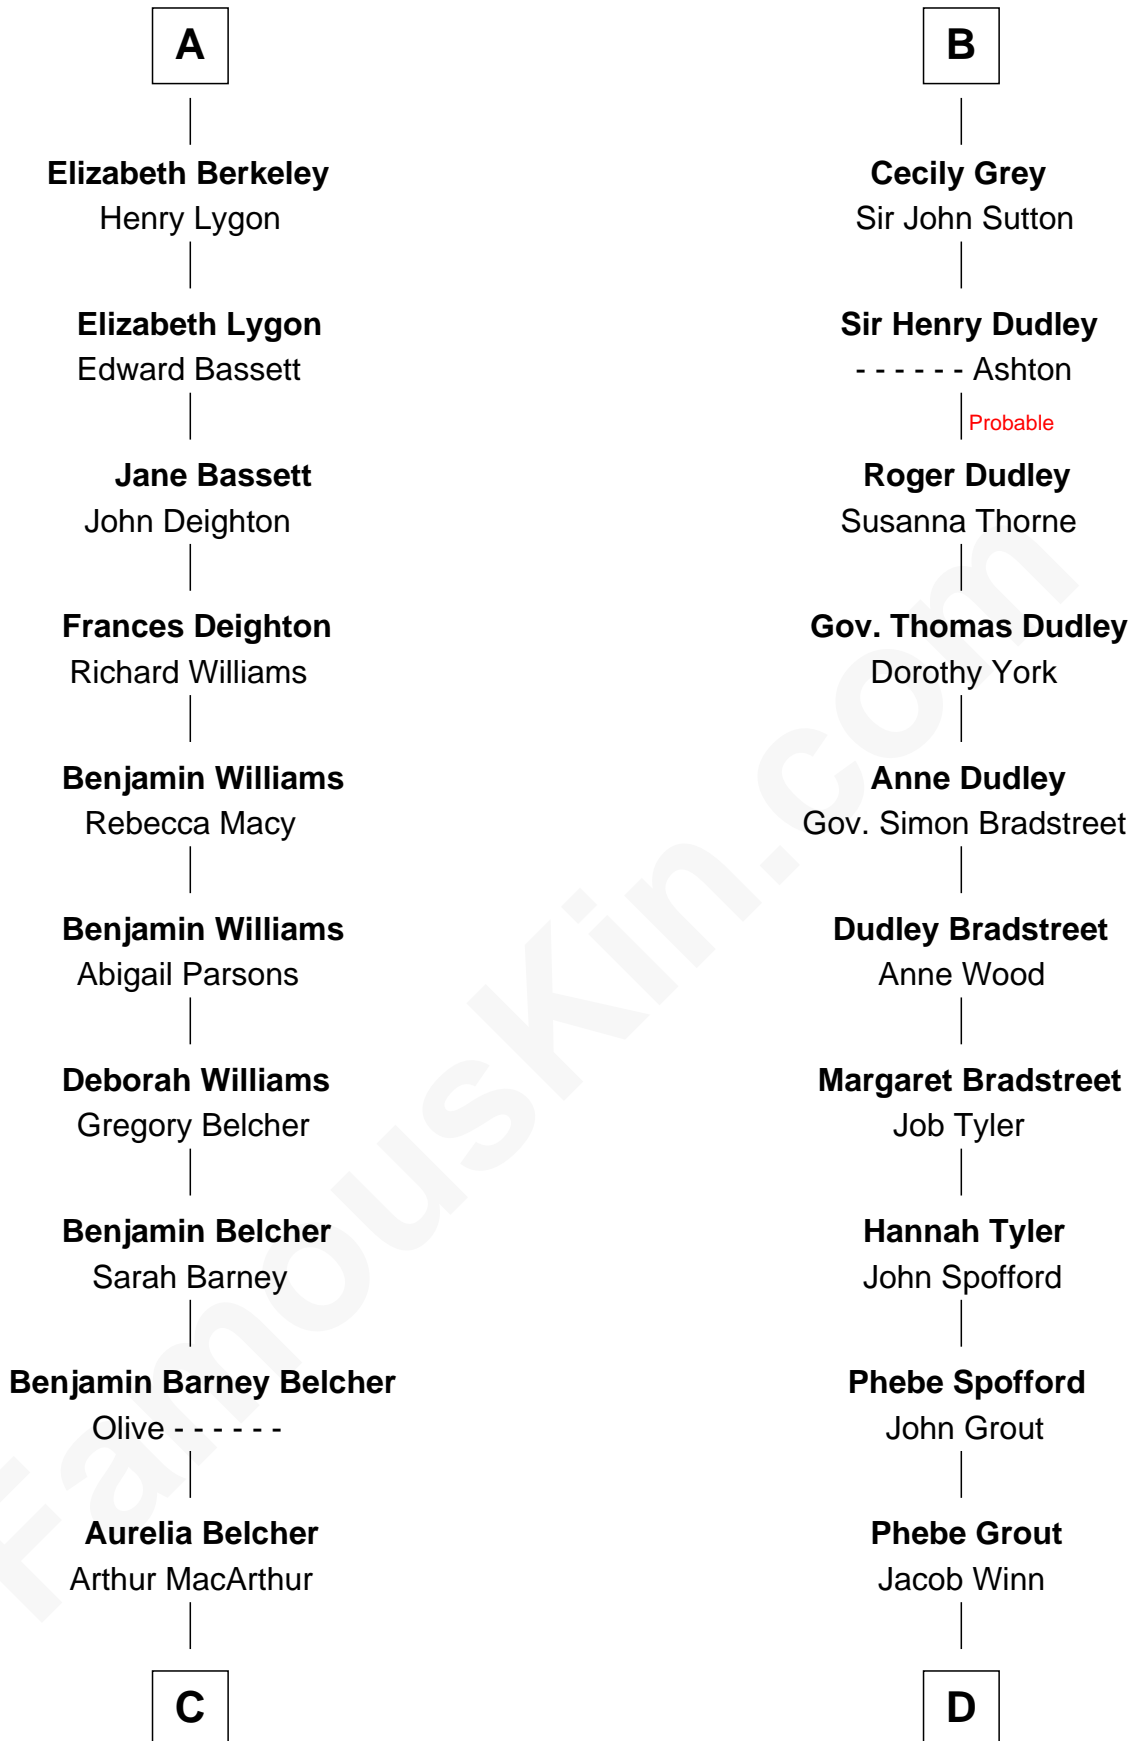 A
Elizabeth Berkeley
Henry Lygon
Elizabeth Lygon
Edward Bassett
Jane Bassett
John Deighton
Frances Deighton
Richard Williams
Benjamin Williams
Rebecca Macy
Benjamin Williams
Abigail Parsons
Deborah Williams
Gregory Belcher
Benjamin Belcher
Sarah Barney
Benjamin Barney Belcher
Olive - - - - - -
Aurelia Belcher
Arthur MacArthur
C
B
Cecily Grey
Sir John Sutton
Sir Henry Dudley
- - - - - - Ashton
Probable
Roger Dudley
Susanna Thorne
Gov. Thomas Dudley
Dorothy York
Anne Dudley
Gov. Simon Bradstreet
Dudley Bradstreet
Anne Wood
Margaret Bradstreet
Job Tyler
Hannah Tyler
John Spofford
Phebe Spofford
John Grout
Phebe Grout
Jacob Winn
D
FamousKin.com